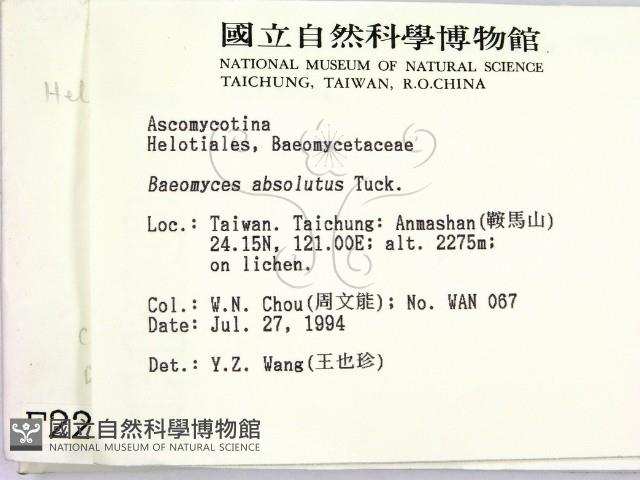 國立自然科學博物館
NATIONAL MUSEUM OF NATURAL SCIENCE
TAICHUNG, TAIWAN, R.O.CHINA
Hel
Ascomycotina
Helotiales, Baeomycetaceae
Baeomyces absolutus Tuck.
Loc.: Taiwan. Taichung: Anmashan(鞍馬山)
24.15N, 121.00E; alt. 2275m;
on lichen.
Col.: W.N. Chou(周文能); No. WAN 067
Date: Jul. 27, 1994
Det.: Y.Z. Wang(王也珍)
國立自然科學博物館
NATIONAL MUSEUM OF NATURAL SCIENCE